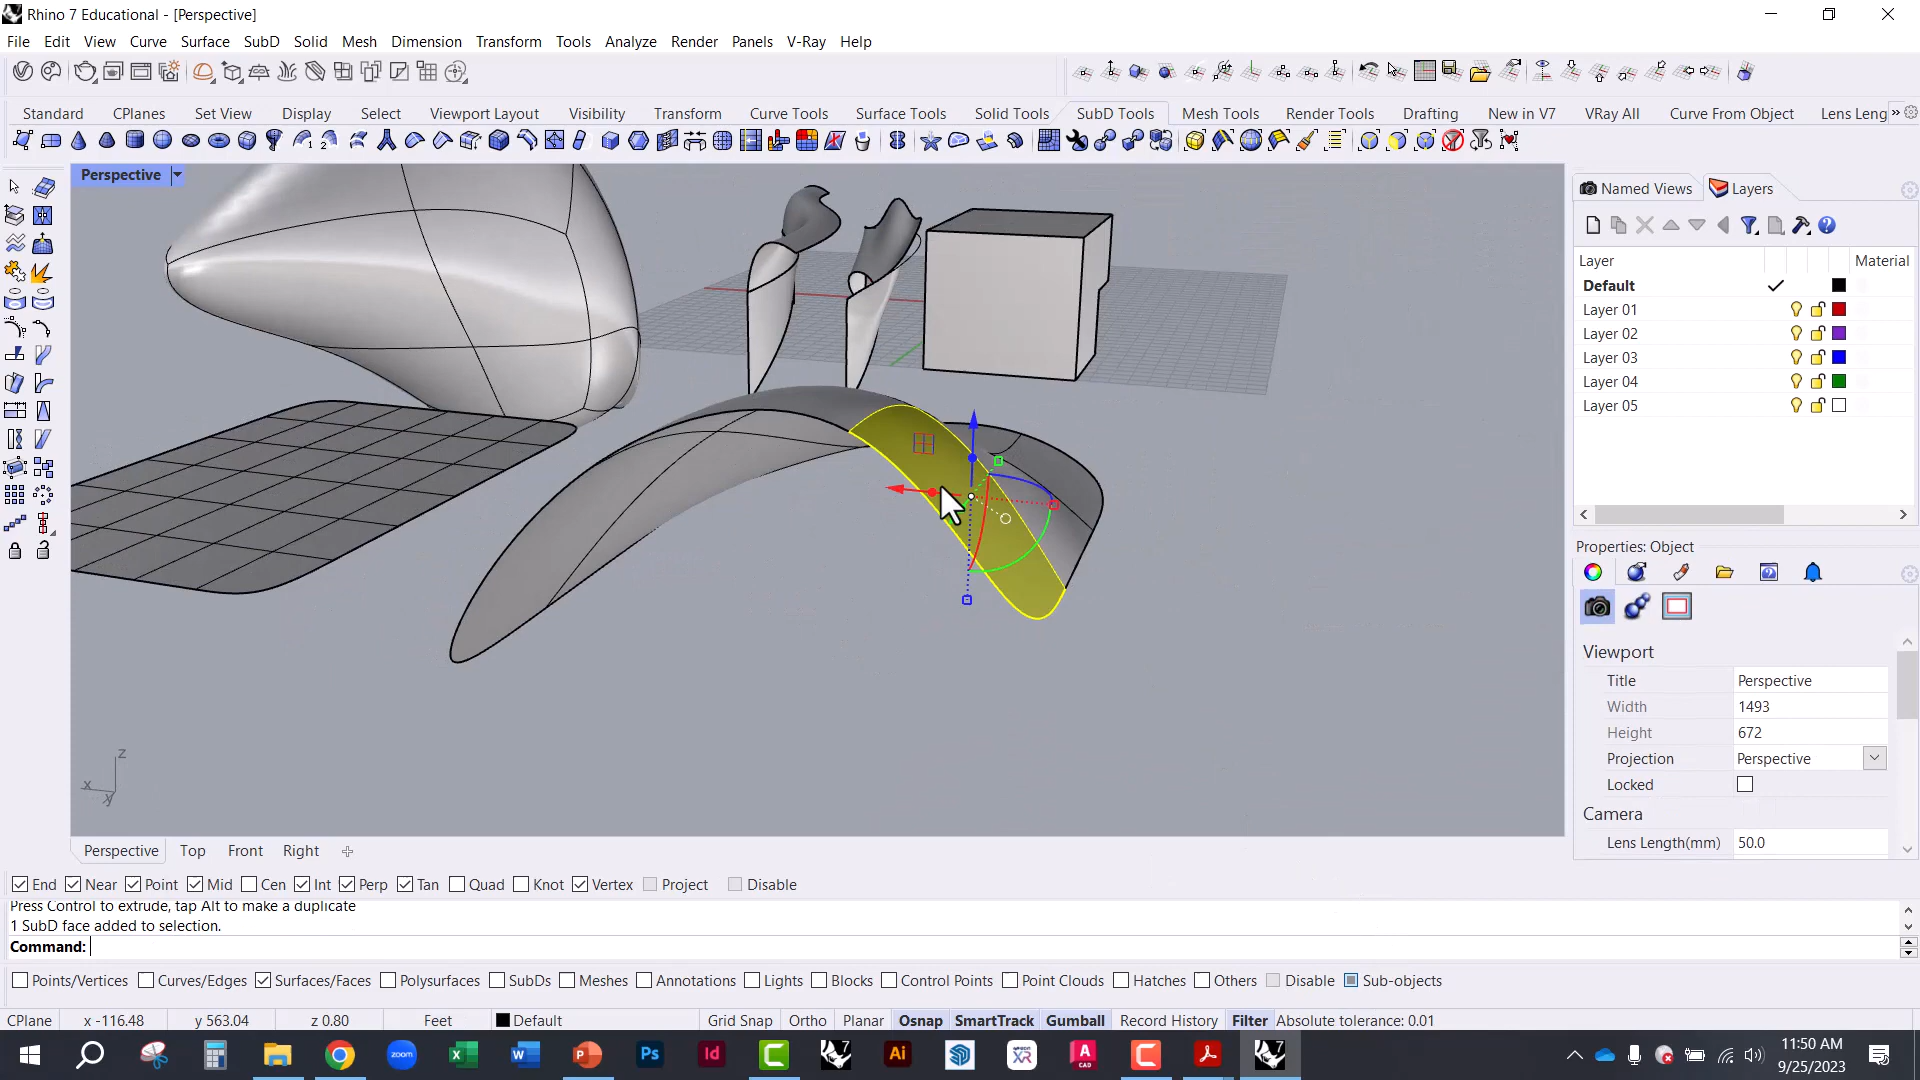 Rhino 7 Educational - [Perspective]
File Edit View Curve Surface SubD Solid Mesh Dimension Transform Tools Analyze Render Panels V-Ray Help
Standard CPlanes Set View Display Select Viewport Layout Visibility Transform Curve Tools Surface Tools Solid Tools SubD Tools Mesh Tools Render Tools Drafting New in V7 VRay All Curve From Object Lens Leng »
Perspective
Named Views Layers
Layer Material
Default
Layer 01
Layer 02
Layer 03
Layer 04
Layer 05
Properties: Object
Viewport
Title Perspective
Width 1493
Height 672
Projection Perspective
Locked
Camera
Lens Length(mm) 50.0
z
x
y
Perspective Top Front Right
End Near Point Mid Cen Int Perp Tan Quad Knot Vertex Project Disable
Press Control to extrude, tap Alt to make a duplicate
1 SubD face added to selection.
Command:
Points/Vertices Curves/Edges Surfaces/Faces Polysurfaces SubDs Meshes Annotations Lights Blocks Control Points Point Clouds Hatches Others Disable Sub-objects
CPlane x -116.48 y 563.04 z 0.80 Feet Default Grid Snap Ortho Planar Osnap SmartTrack Gumball Record History Filter Absolute tolerance: 0.01
zoom Ps Id 7 Ai XR A CAD 7
11:50 AM
9/25/2023